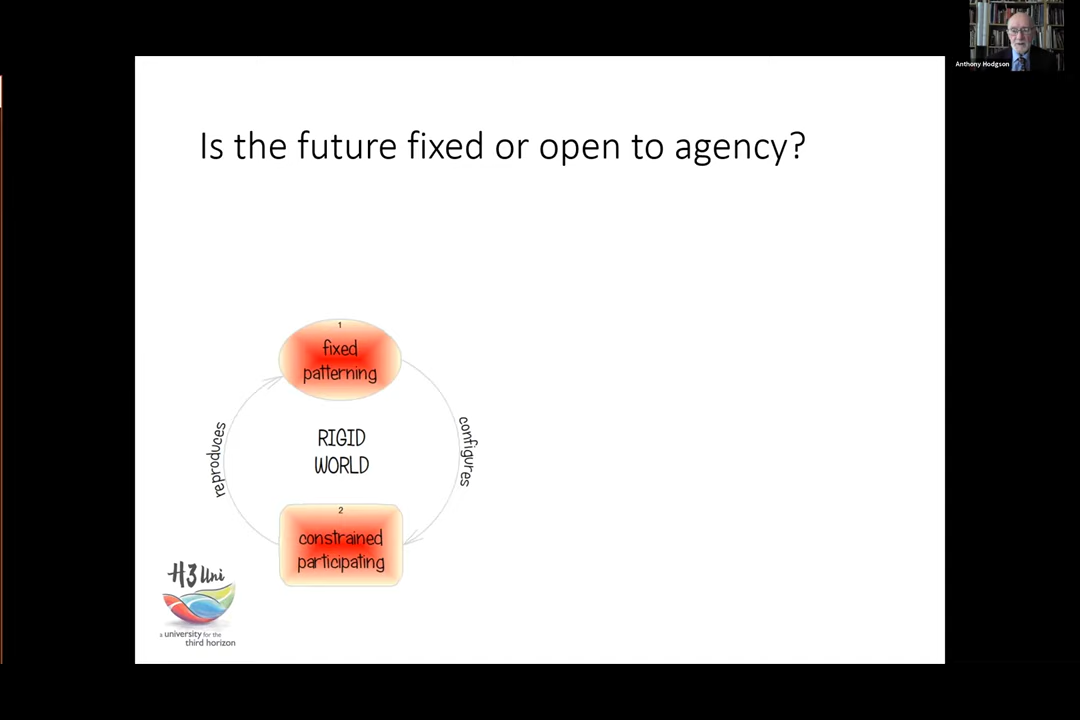 Anthony Hodgson
Is the future fixed or open to agency?
1
fixed
patterning
reproduces
RIGID
WORLD
configures
2
constrained
participating
H3 Uni
a university for the
third horizon